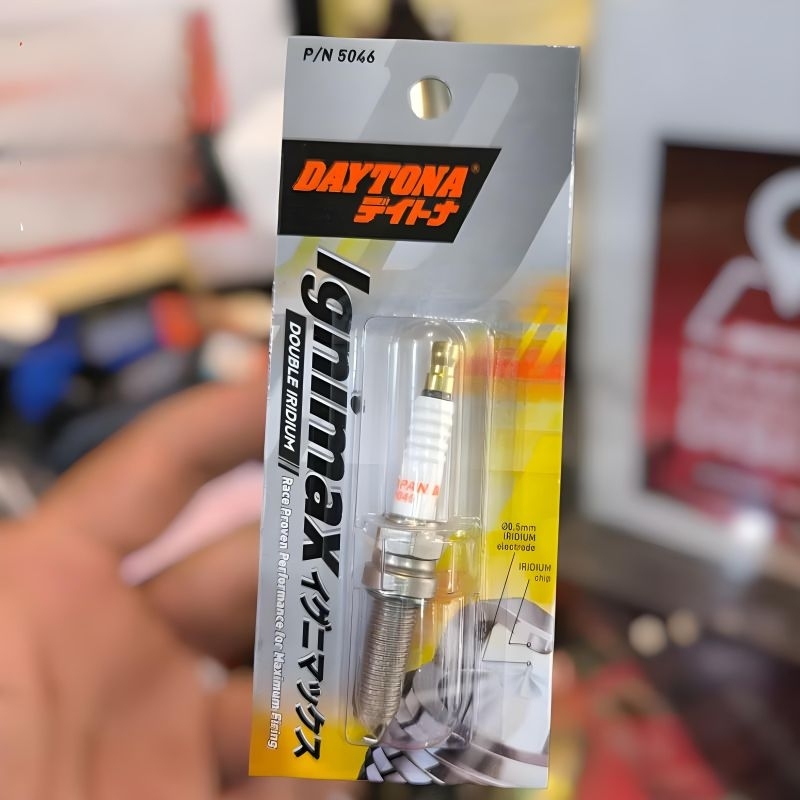 P/N 5046
DAYTONA®
デイトナ
Ignimax イグニマックス
DOUBLE IRIDIUM
Race Proven Performance for Maximum Firing
Ø0.5mm
IRIDIUM
electrode
IRIDIUM
chip